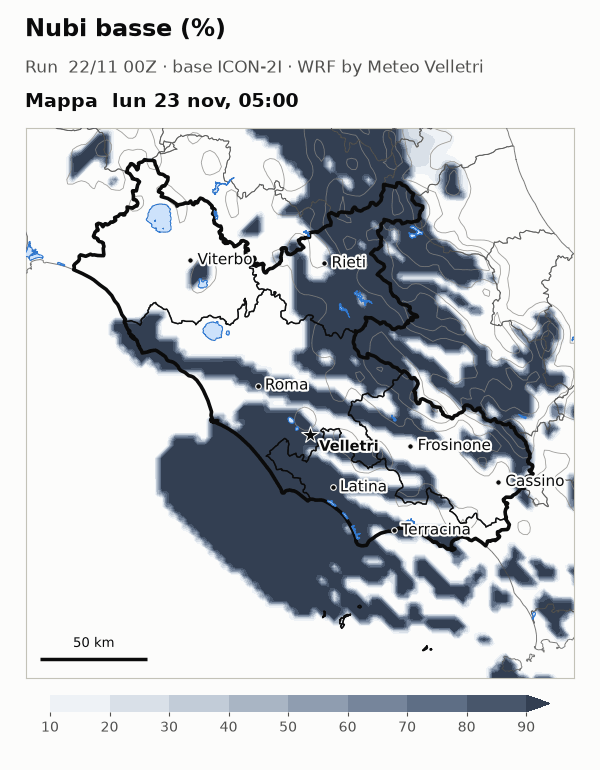 Nubi basse (%)
Run 22/11 00Z · base ICON-2I · WRF by Meteo Velletri
Mappa lun 23 nov, 05:00
Viterbo
Rieti
Roma
Velletri
Frosinone
Latina
Cassino
Terracina
50 km
10 20 30 40 50 60 70 80 90